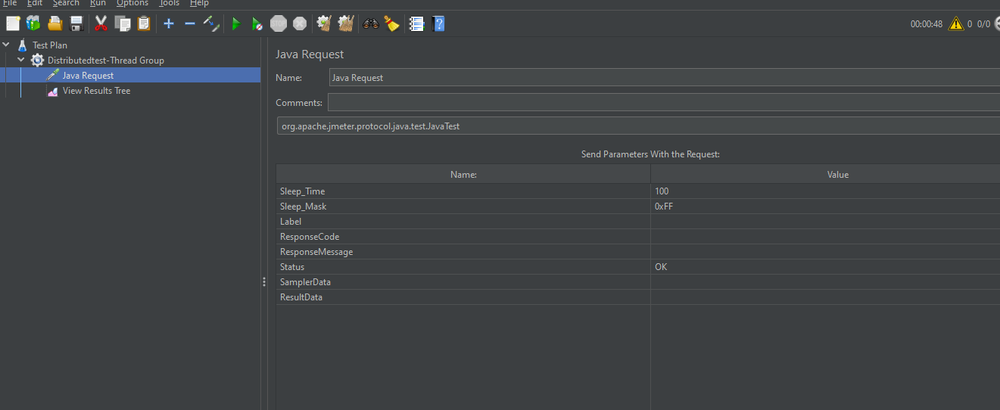 File Edit Search Run Options Tools Help
STOP
00:00:48 0 0/0
Test Plan
Distributedtest-Thread Group
Java Request
View Results Tree
Java Request
Name: Java Request
Comments:
org.apache.jmeter.protocol.java.test.JavaTest
Send Parameters With the Request:
Name: Value
Sleep_Time 100
Sleep_Mask 0xFF
Label
ResponseCode
ResponseMessage
Status OK
SamplerData
ResultData